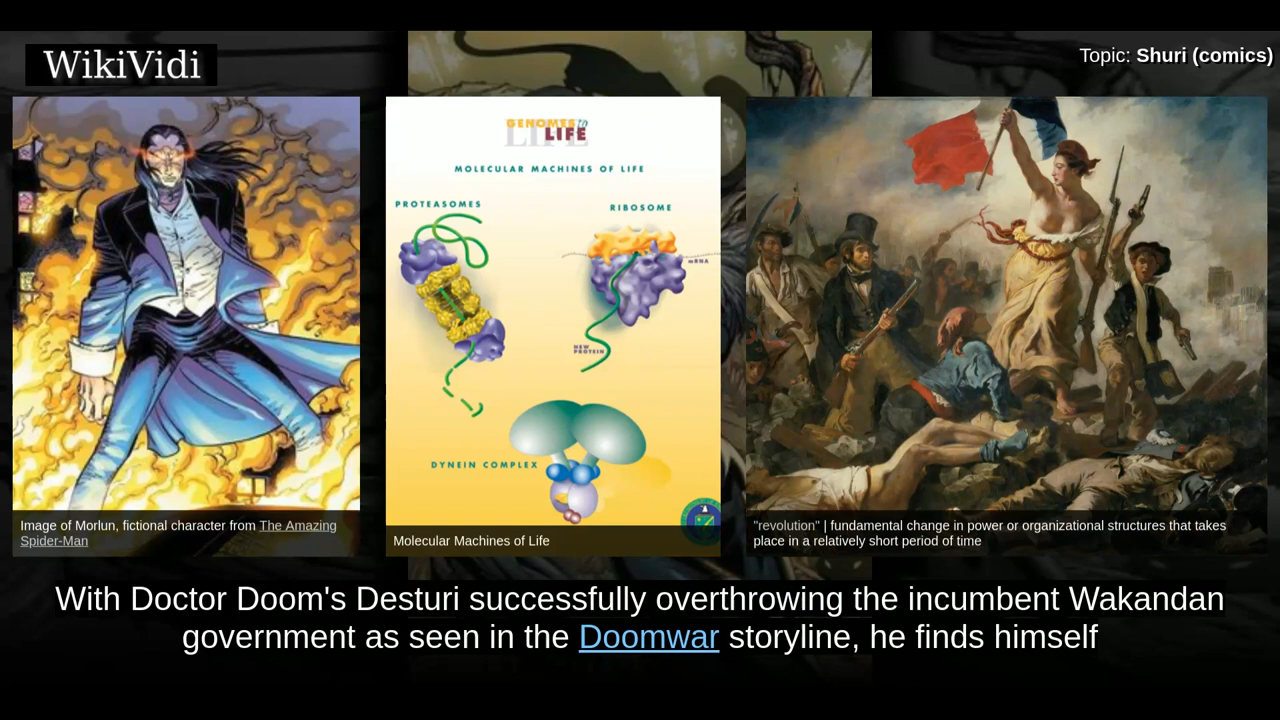 WikiVidi
Topic: Shuri (comics)
GENOMES to
LIFE
MOLECULAR MACHINES OF LIFE
PROTEASOMES
RIBOSOME
mRNA
NEW
PROTEIN
DYNEIN COMPLEX
Image of Morlun, fictional character from The Amazing
Spider-Man
Molecular Machines of Life
"revolution" | fundamental change in power or organizational structures that takes
place in a relatively short period of time
With Doctor Doom's Desturi successfully overthrowing the incumbent Wakandan
government as seen in the Doomwar storyline, he finds himself